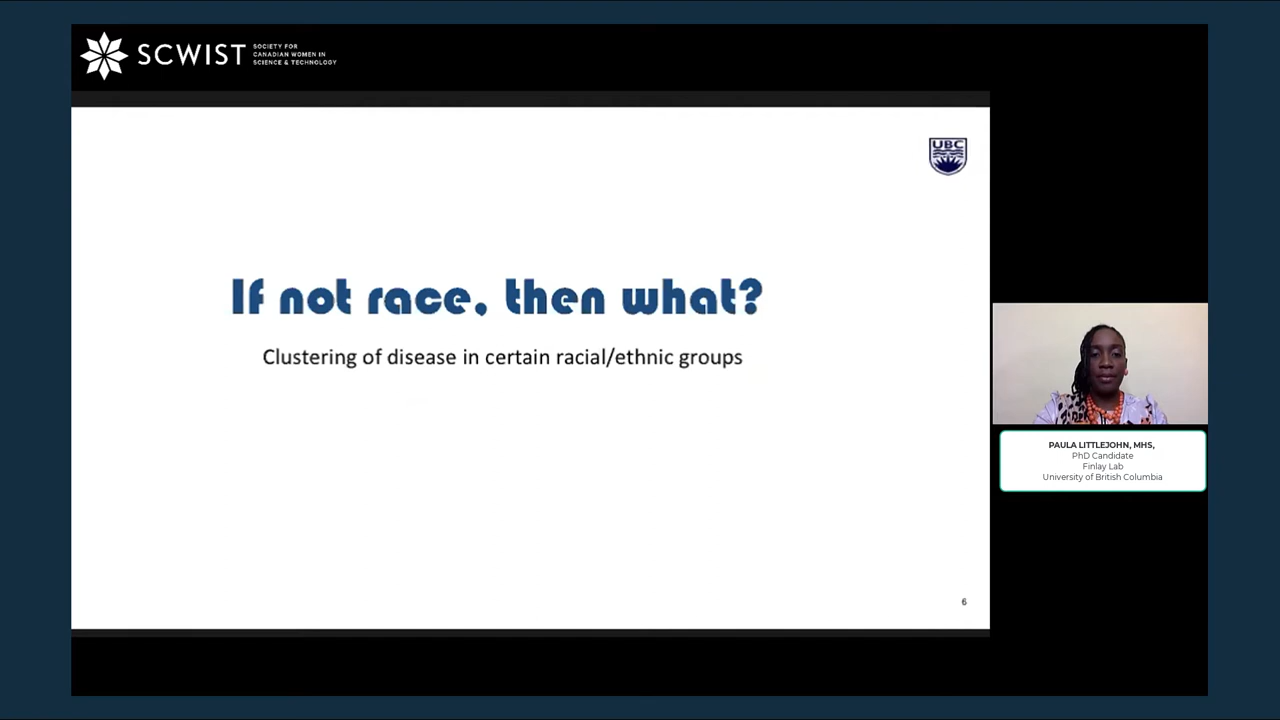 SCWIST
SOCIETY FOR
CANADIAN WOMEN IN
SCIENCE & TECHNOLOGY
UBC
If not race, then what?
Clustering of disease in certain racial/ethnic groups
PAULA LITTLEJOHN, MHS,
PhD Candidate
Finlay Lab
University of British Columbia
6